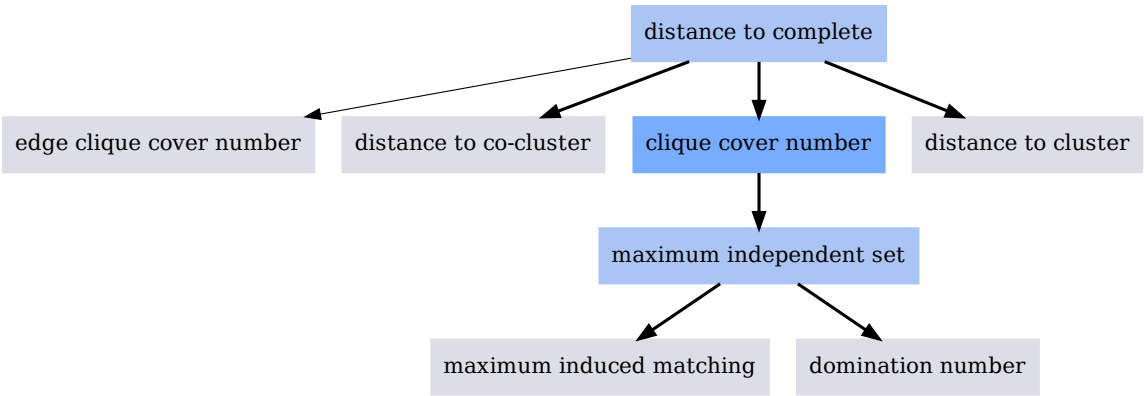 distance to complete
edge clique cover number
distance to co-cluster
clique cover number
distance to cluster
maximum independent set
maximum induced matching
domination number